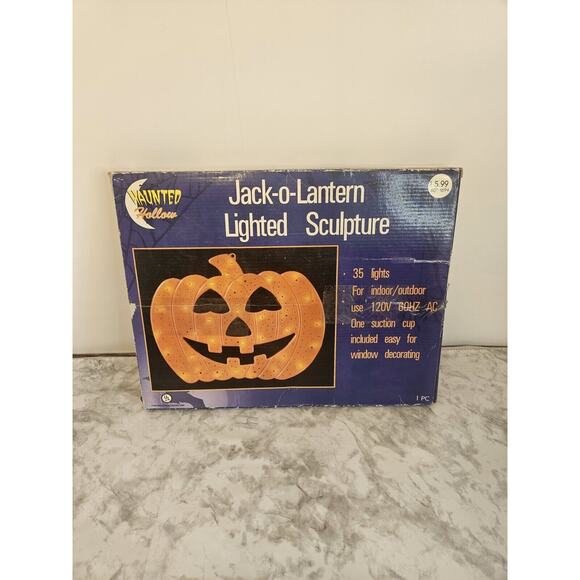 HAUNTED
Hollow
Jack-o-Lantern
Lighted Sculpture
5.99
35 lights
For indoor/outdoor
use 120V 60HZ AC
One suction cup
included easy for
window decorating
UL
1 PC